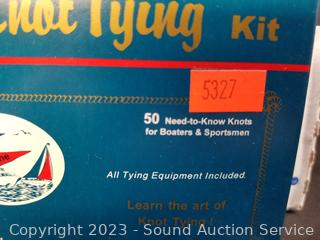 Knot Tying Kit
5327
50 Need-to-Know Knots
for Boaters & Sportsmen
All Tying Equipment Included.
Learn the art of
Knot Tying!
Copyright 2023 - Sound Auction Service